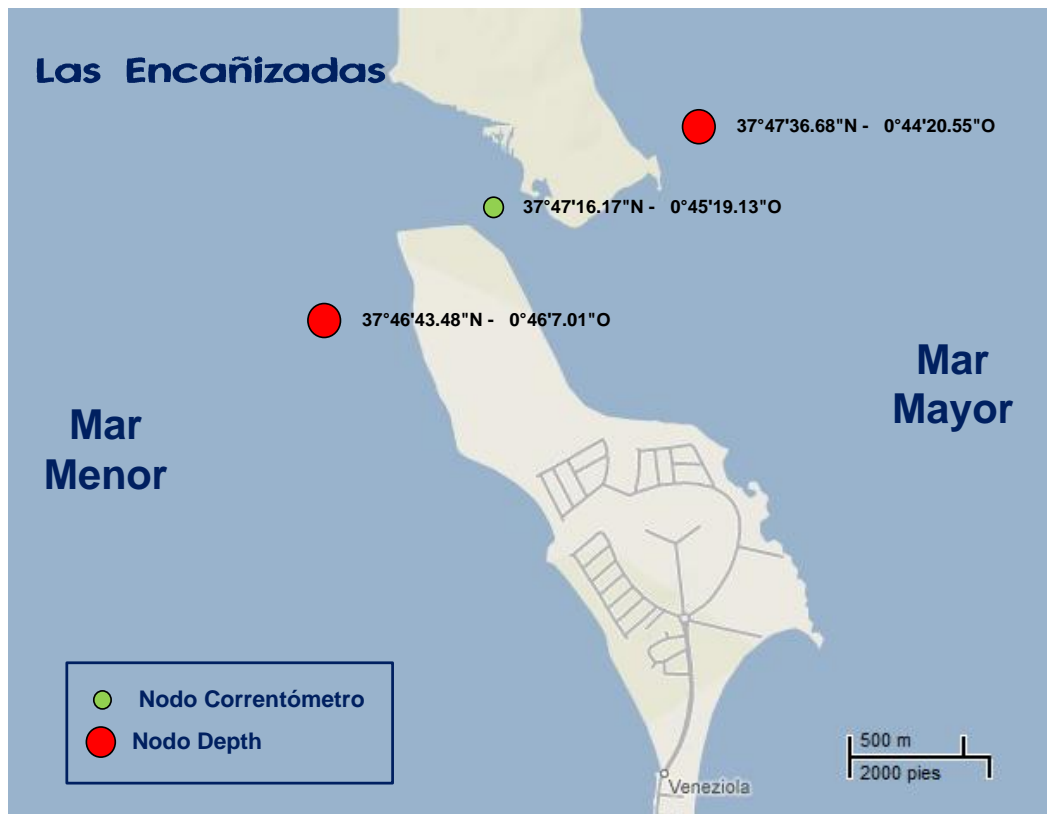 Las Encañizadas
37°47'36.68"N - 0°44'20.55"O
37°47'16.17"N - 0°45'19.13"O
37°46'43.48"N - 0°46'7.01"O
Mar
Mayor
Mar
Menor
Nodo Correntómetro
Nodo Depth
500 m
2000 pies
Veneziola